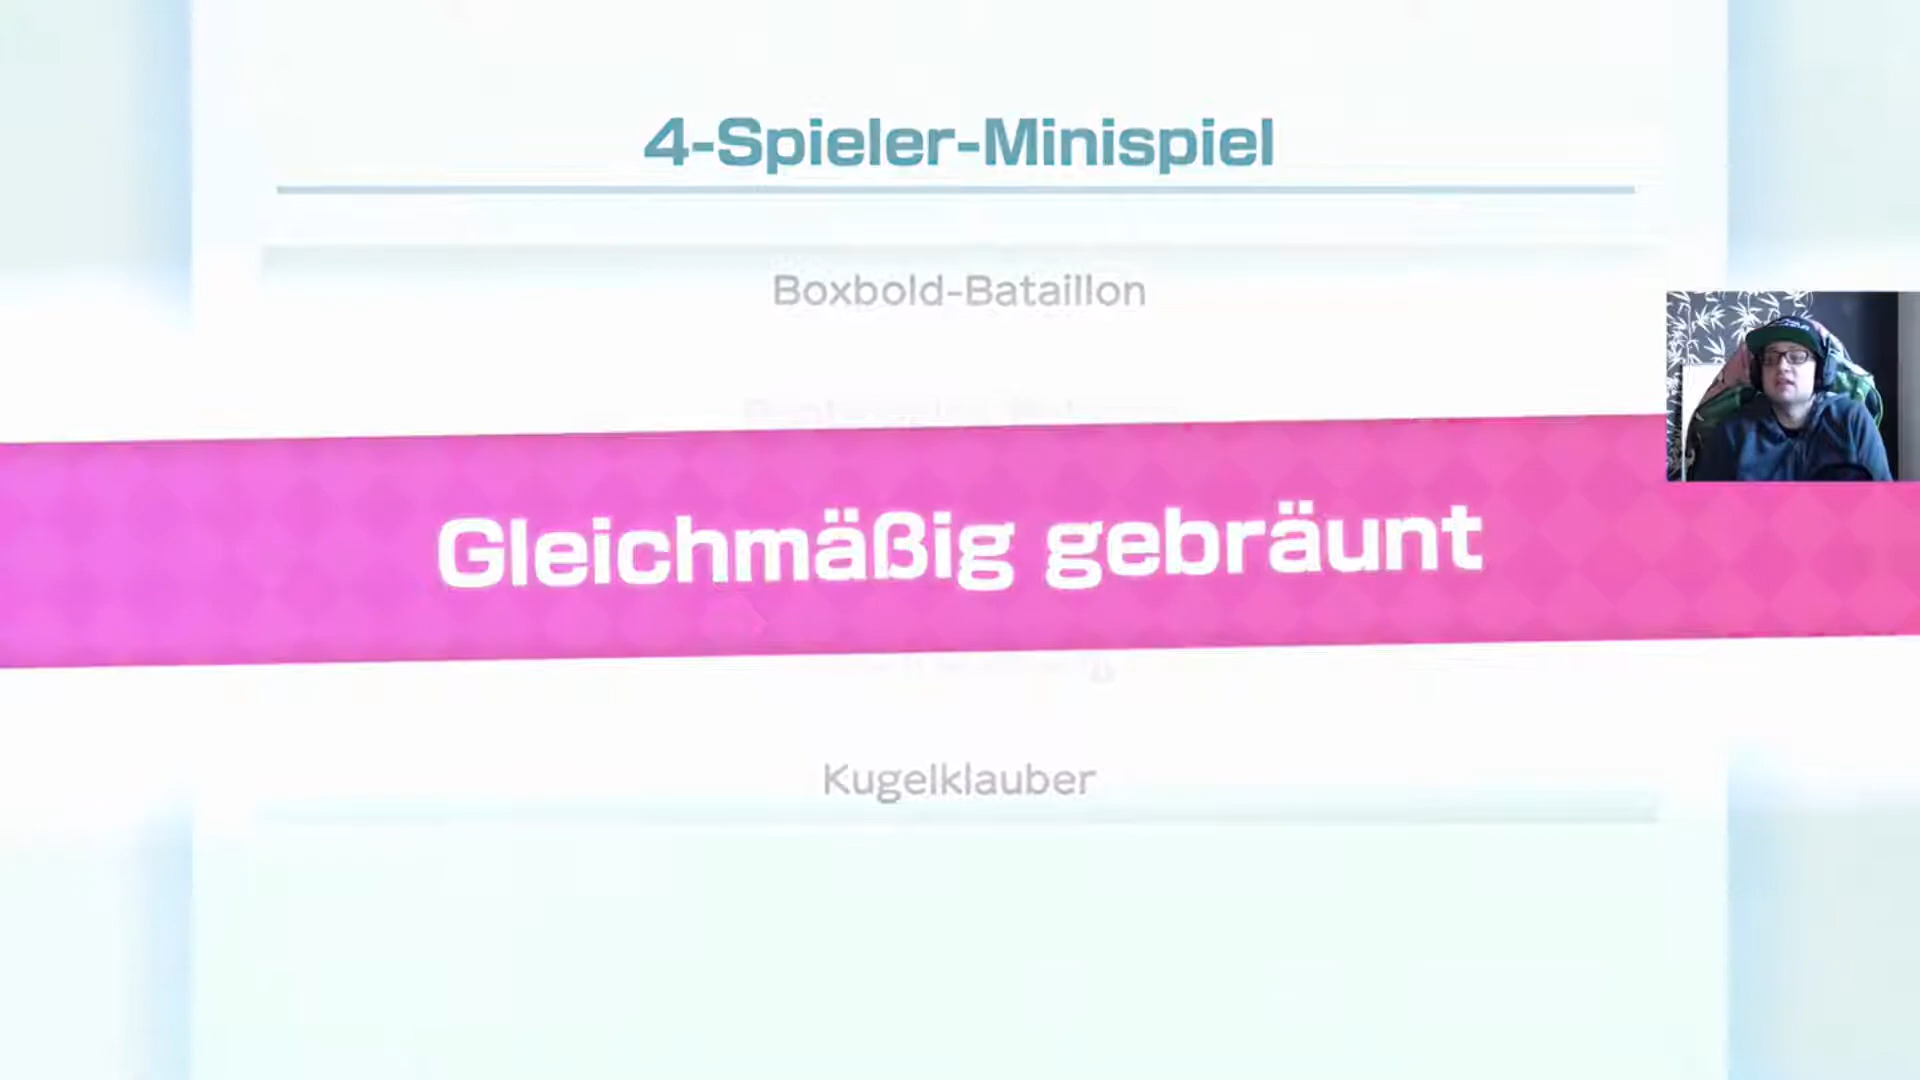 4-Spieler-Minispiel
Boxbold-Bataillon
Gleichmäßig gebräunt
Kugelklauber